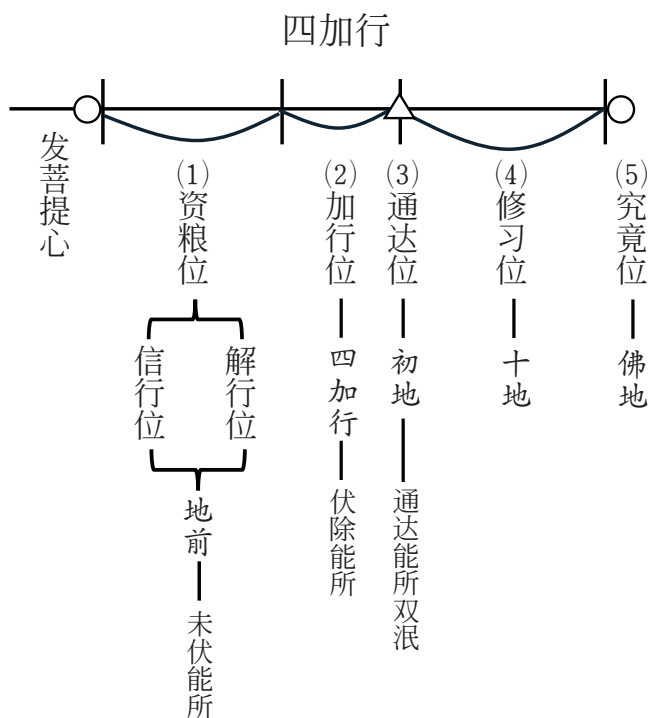 四加行
发菩提心
(1)资粮位
(2)加行位
(3)通达位
(4)修习位
(5)究竟位
信行位
解行位
四加行
初地
十地
佛地
地前
伏除能所
通达能所双泯
未伏能所